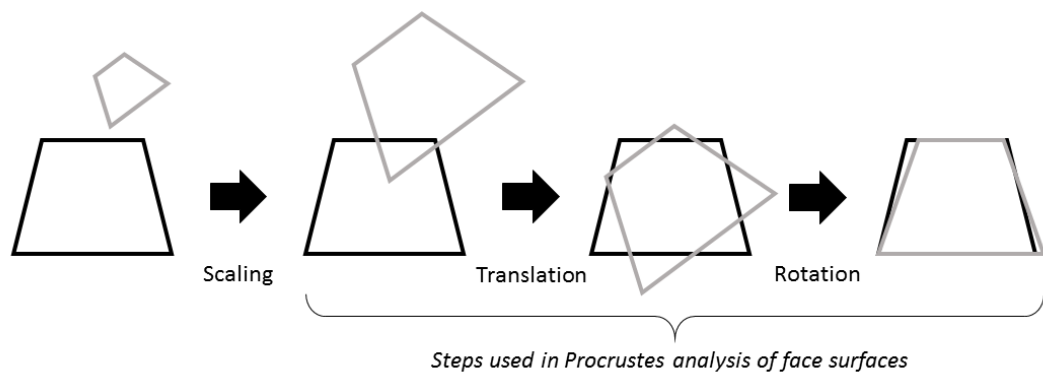 Scaling
Translation
Rotation
Steps used in Procrustes analysis of face surfaces